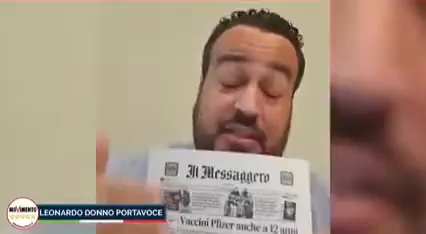 Il Messaggero
Vaccini Pfizer anche a 12 anni
MOVIMENTO
LEONARDO DONNO PORTAVOCE